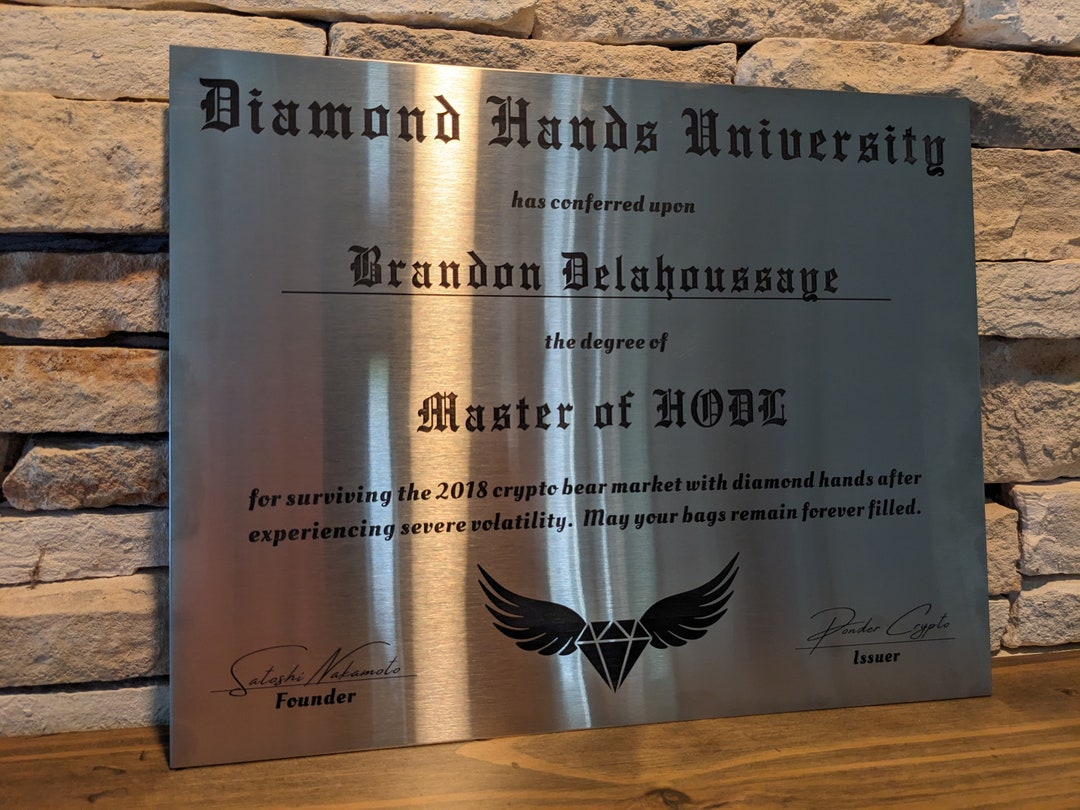 Diamond Hands University
has conferred upon
Brandon Delahoussaye
the degree of
Master of HODL
for surviving the 2018 crypto bear market with diamond hands after
experiencing severe volatility. May your bags remain forever filled.
Satoshi Nakamoto
Founder
Ponder Crypto
Issuer